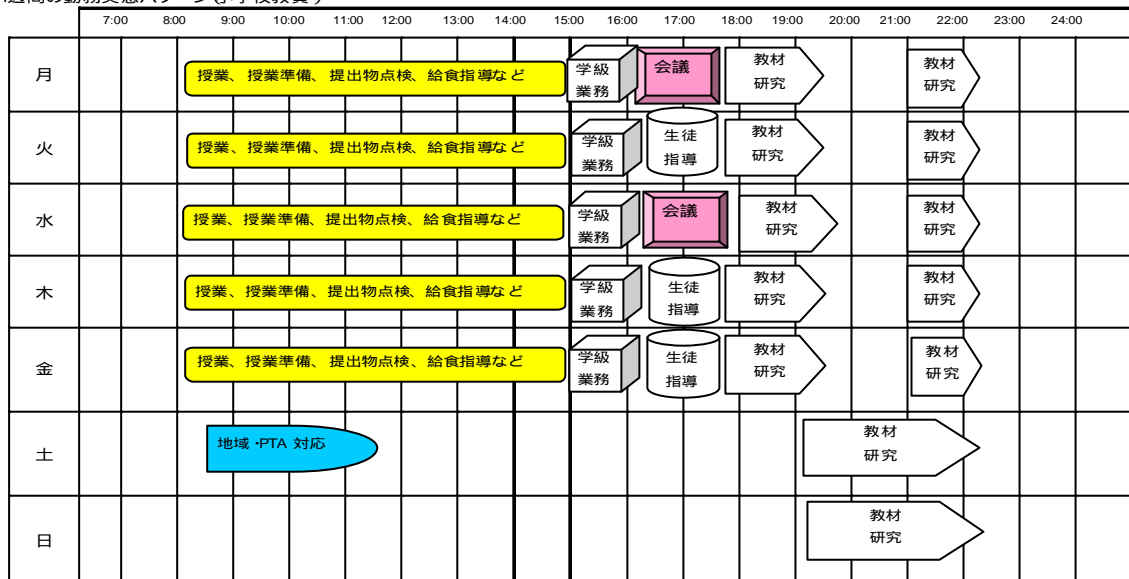 週間の勤務実態パターン(小学校教員)
7:00 8:00 9:00 10:00 11:00 12:00 13:00 14:00 15:00 16:00 17:00 18:00 19:00 20:00 21:00 22:00 23:00 24:00
月
授業、授業準備、提出物点検、給食指導など
学級
業務
会議
教材
研究
教材
研究
火
授業、授業準備、提出物点検、給食指導など
学級
業務
生徒
指導
教材
研究
教材
研究
水
授業、授業準備、提出物点検、給食指導など
学級
業務
会議
教材
研究
教材
研究
木
授業、授業準備、提出物点検、給食指導など
学級
業務
生徒
指導
教材
研究
教材
研究
金
授業、授業準備、提出物点検、給食指導など
学級
業務
生徒
指導
教材
研究
教材
研究
土
地域・PTA 対応
教材
研究
日
教材
研究